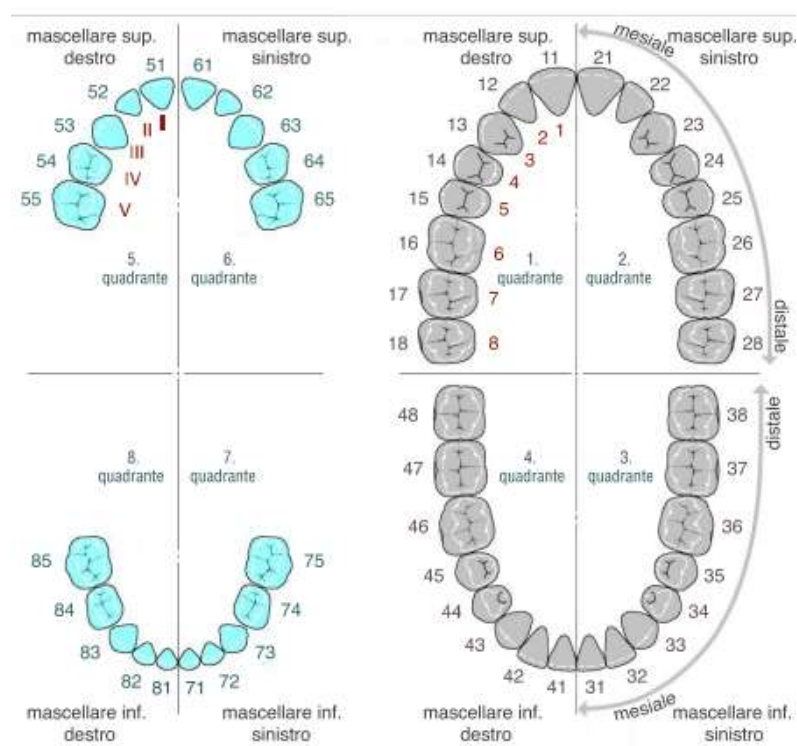 mascellare sup.
destro
mascellare sup.
sinistro
51 61
52 62
53 63
54 64
55 65
I
II
III
IV
V
5.
quadrante
6.
quadrante
8.
quadrante
7.
quadrante
85 75
84 74
83 73
82 81 71 72
mascellare inf.
destro
mascellare inf.
sinistro
mascellare sup.
destro
mascellare sup.
sinistro
mesiale
11 21
12 22
13 23
14 24
15 25
16 26
17 27
18 28
1
2
3
4
5
6
7
8
1.
quadrante
2.
quadrante
distale
distale
48 38
47 37
4.
quadrante
3.
quadrante
46 36
45 35
44 34
43 33
42 41 31 32
mesiale
mascellare inf.
destro
mascellare inf.
sinistro